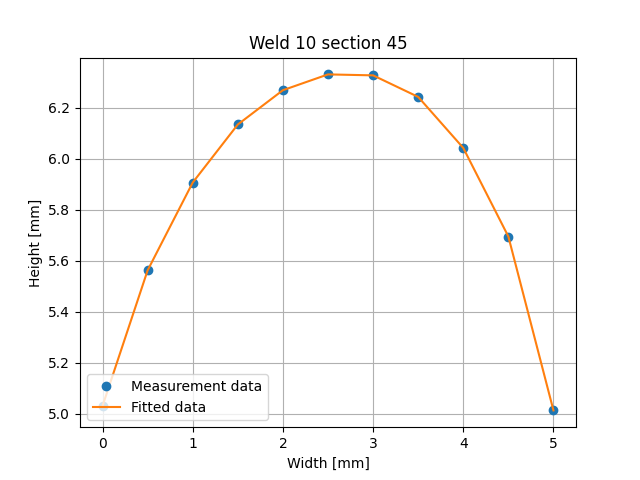 Weld 10 section 45
Height [mm]
6.2
6.0
5.8
5.6
5.4
5.2
5.0
Measurement data
Fitted data
0 1 2 3 4 5
Width [mm]